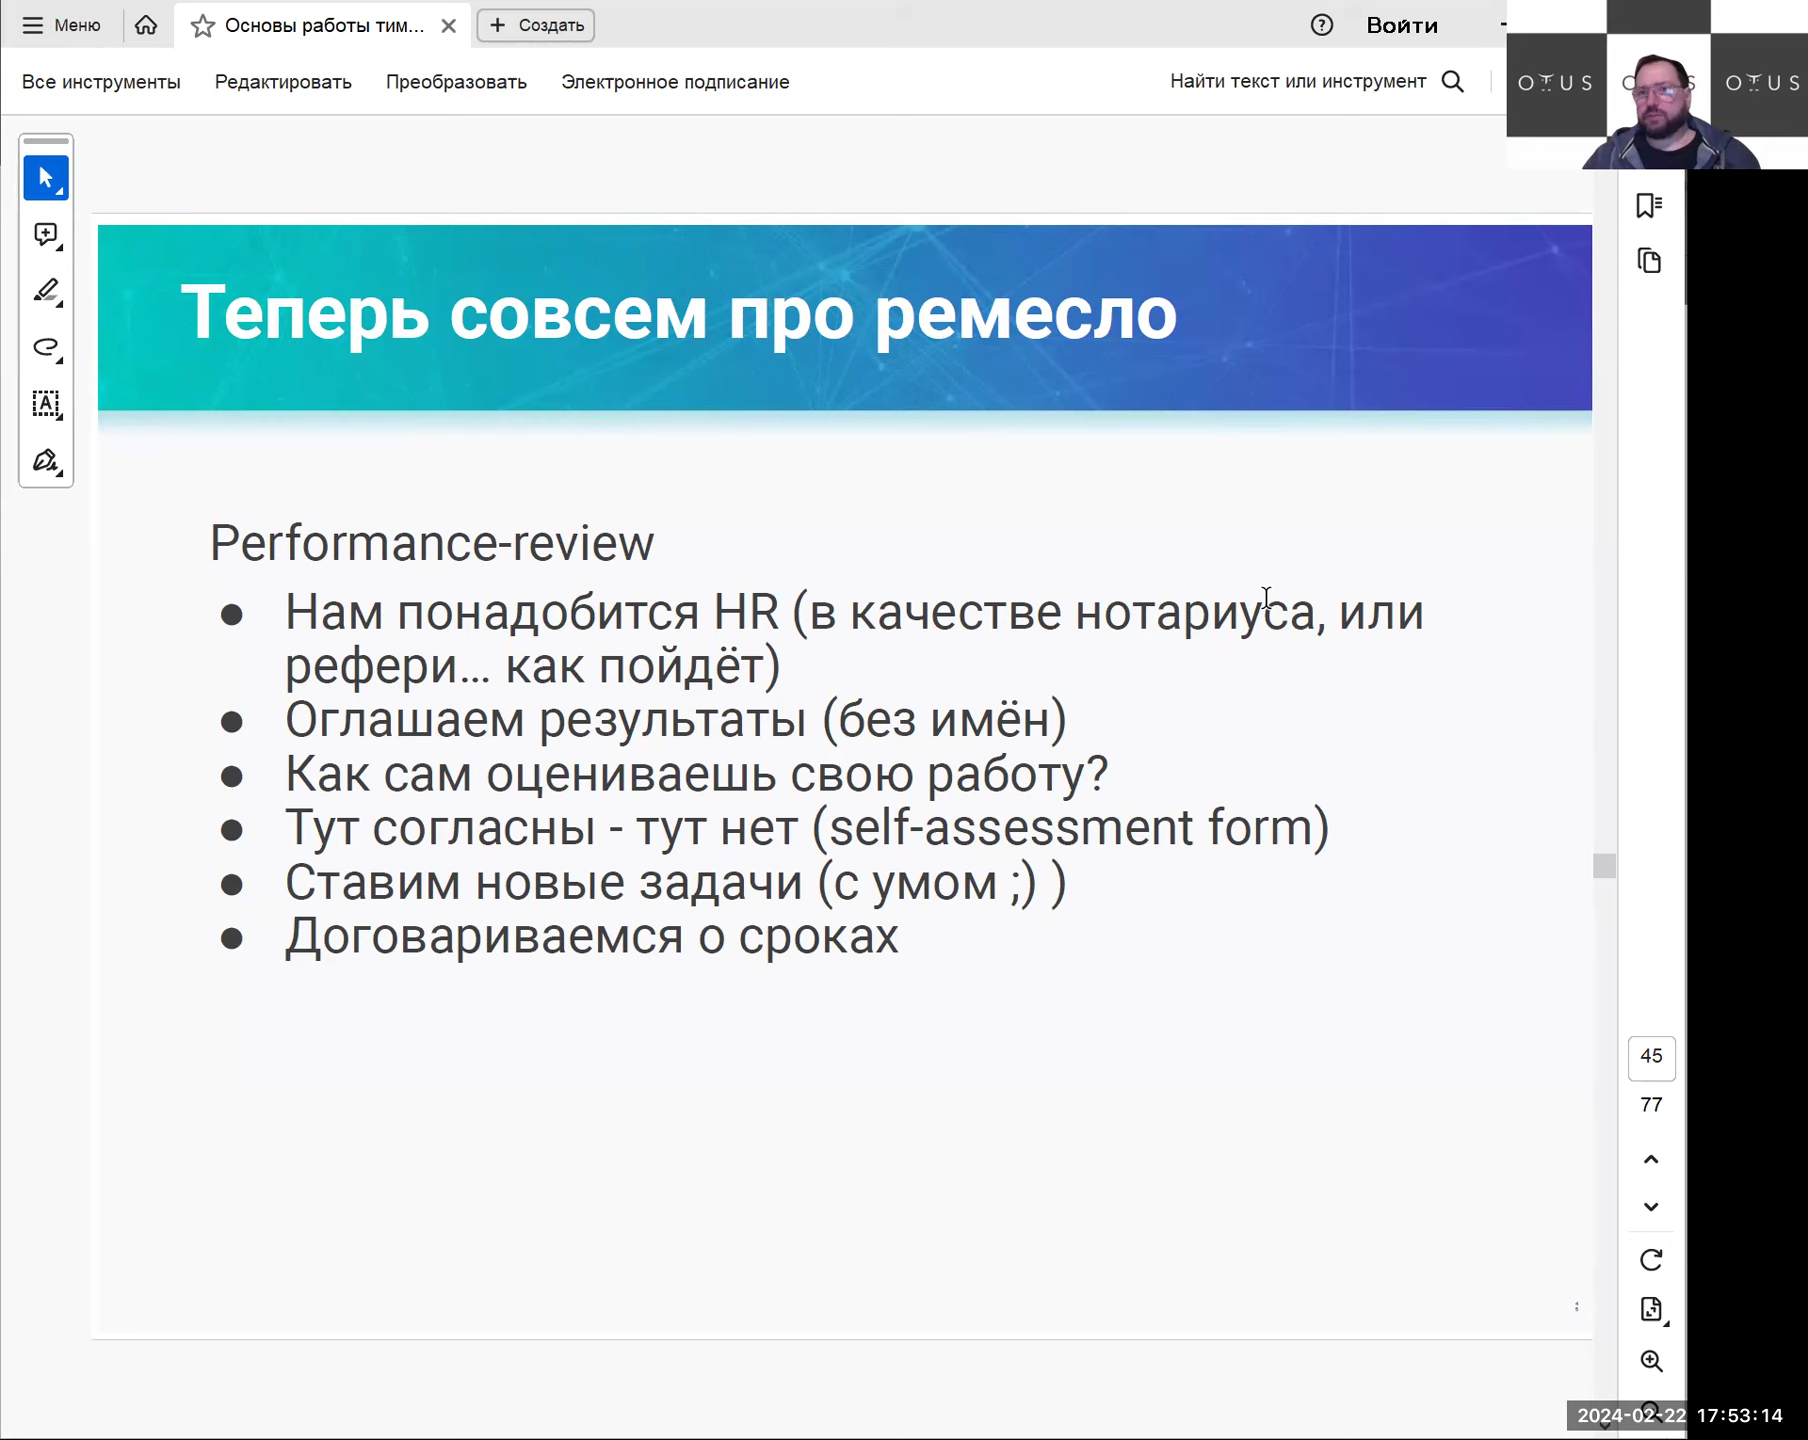 Меню
Основы работы тим...
Создать
Войти
Все инструменты
Редактировать
Преобразовать
Электронное подписание
Найти текст или инструмент
OTUS
OTUS
Теперь совсем про ремесло
Performance-review
● Нам понадобится HR (в качестве нотариуса, или
рефери... как пойдёт)
● Оглашаем результаты (без имён)
● Как сам оцениваешь свою работу?
● Тут согласны - тут нет (self-assessment form)
● Ставим новые задачи (с умом ;) )
● Договариваемся о сроках
45
77
2024-02-22 17:53:14